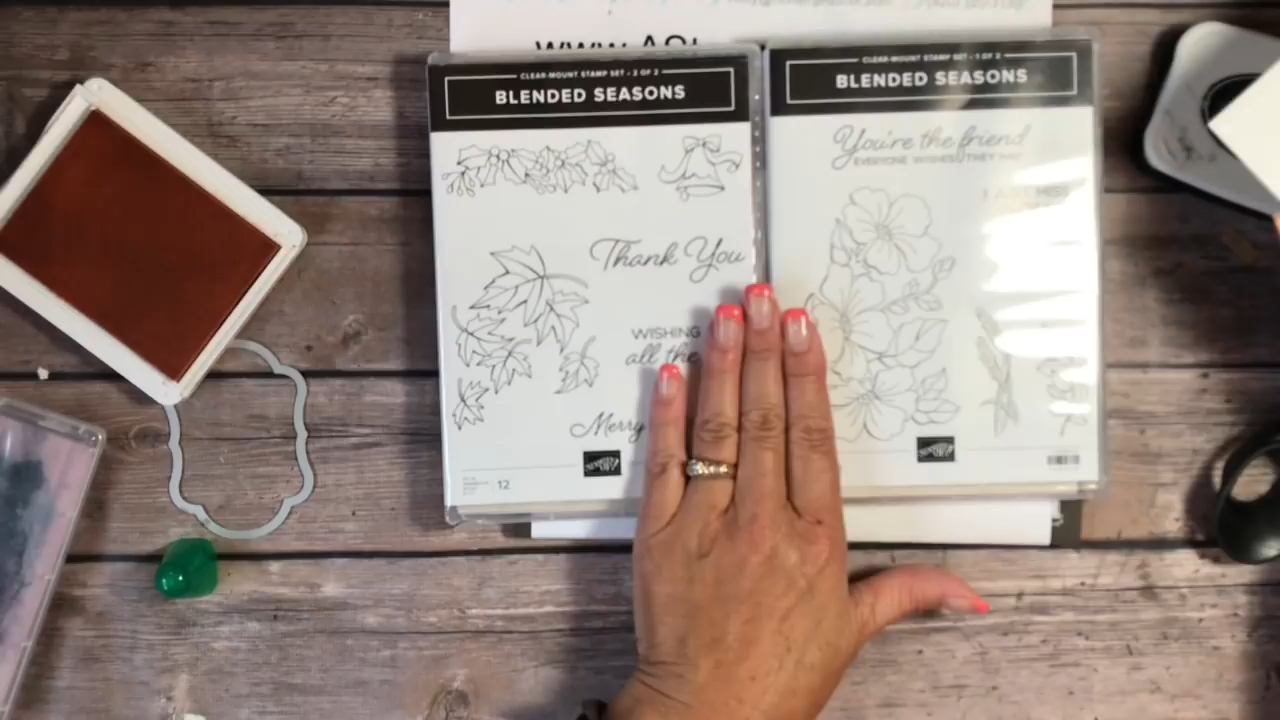 CLEAR-MOUNT STAMP SET - 2 OF 2
BLENDED SEASONS
Thank You
WISHING
all the
Merry
12
CLEAR-MOUNT STAMP SET - 1 OF 2
BLENDED SEASONS
You're the friend
EVERYONE WISHES THEY HAD